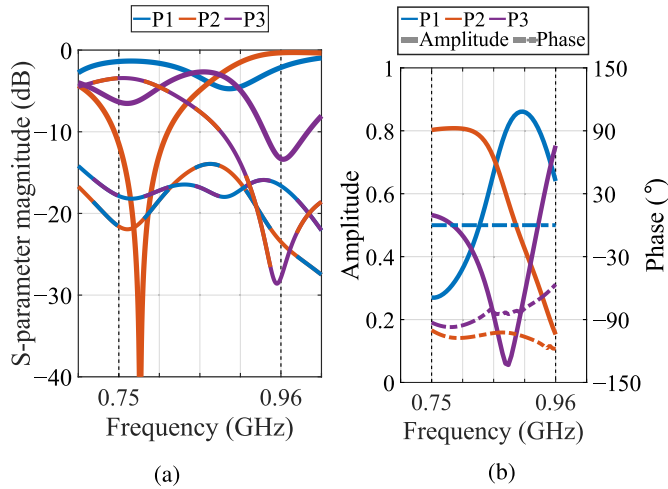 P1 P2 P3
S-parameter magnitude (dB)
0
−10
−20
−30
−40
0.75 0.96
Frequency (GHz)
(a)
P1 P2 P3
Amplitude Phase
Amplitude
1
0.8
0.6
0.4
0.2
0
150
90
30
−30
−90
−150
Phase (°)
0.75 0.96
Frequency (GHz)
(b)